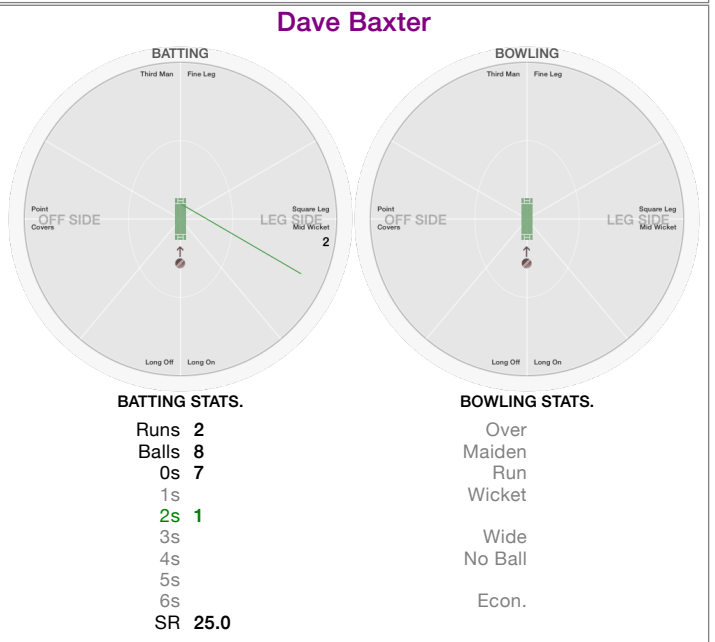 Dave Baxter
BATTING
Third Man Fine Leg
Point
OFF SIDE
Covers
Square Leg
LEG SIDE
Mid Wicket
2
Long Off Long On
BOWLING
Third Man Fine Leg
Point
OFF SIDE
Covers
Square Leg
LEG SIDE
Mid Wicket
Long Off Long On
BATTING STATS.
Runs 2
Balls 8
0s 7
1s
2s 1
3s
4s
5s
6s
SR 25.0
BOWLING STATS.
Over
Maiden
Run
Wicket
Wide
No Ball
Econ.